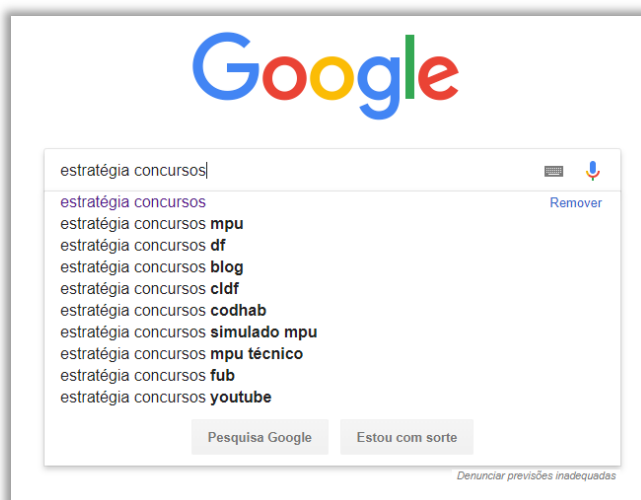 Google
estratégia concursos
estratégia concursos Remover
estratégia concursos mpu
estratégia concursos df
estratégia concursos blog
estratégia concursos cldf
estratégia concursos codhab
estratégia concursos simulado mpu
estratégia concursos mpu técnico
estratégia concursos fub
estratégia concursos youtube
Pesquisa Google Estou com sorte
Denunciar previsões inadequadas